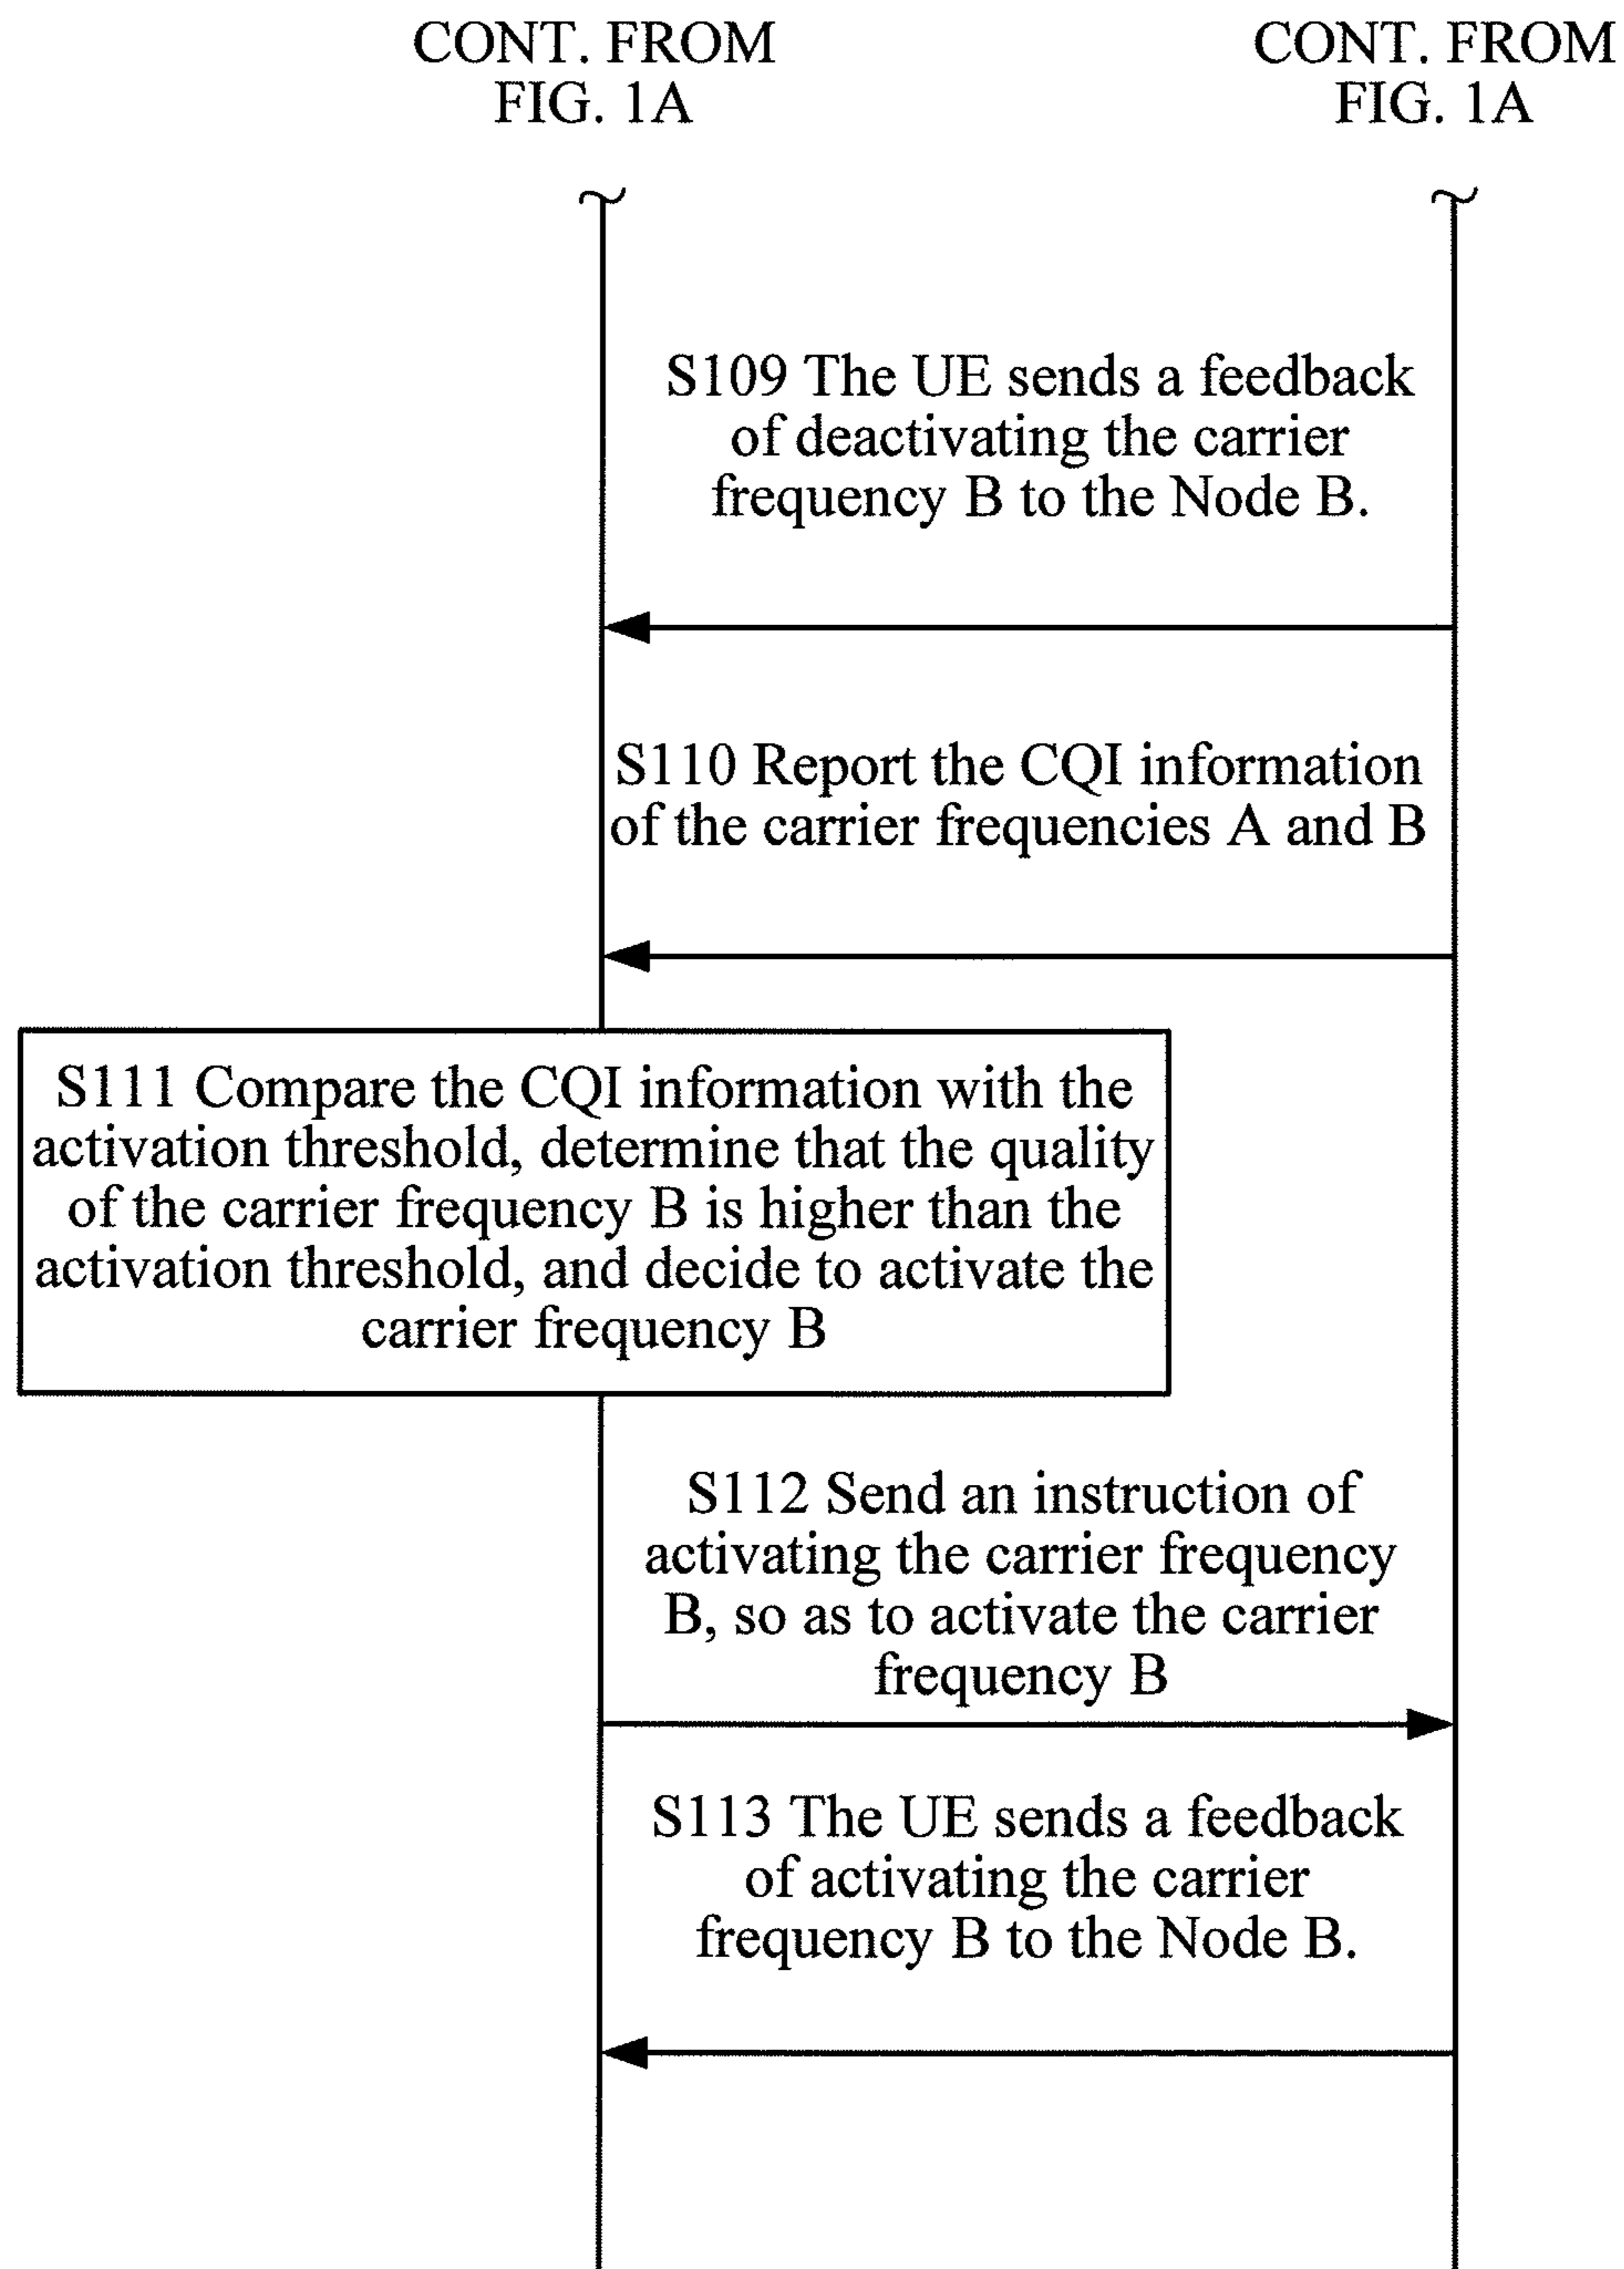 CONT. FROM
FIG. 1A
CONT. FROM
FIG. 1A
S109 The UE sends a feedback
of deactivating the carrier
frequency B to the Node B.
S110 Report the CQI information
of the carrier frequencies A and B
S111 Compare the CQI information with the
activation threshold, determine that the quality
of the carrier frequency B is higher than the
activation threshold, and decide to activate the
carrier frequency B
S112 Send an instruction of
activating the carrier frequency
B, so as to activate the carrier
frequency B
S113 The UE sends a feedback
of activating the carrier
frequency B to the Node B.